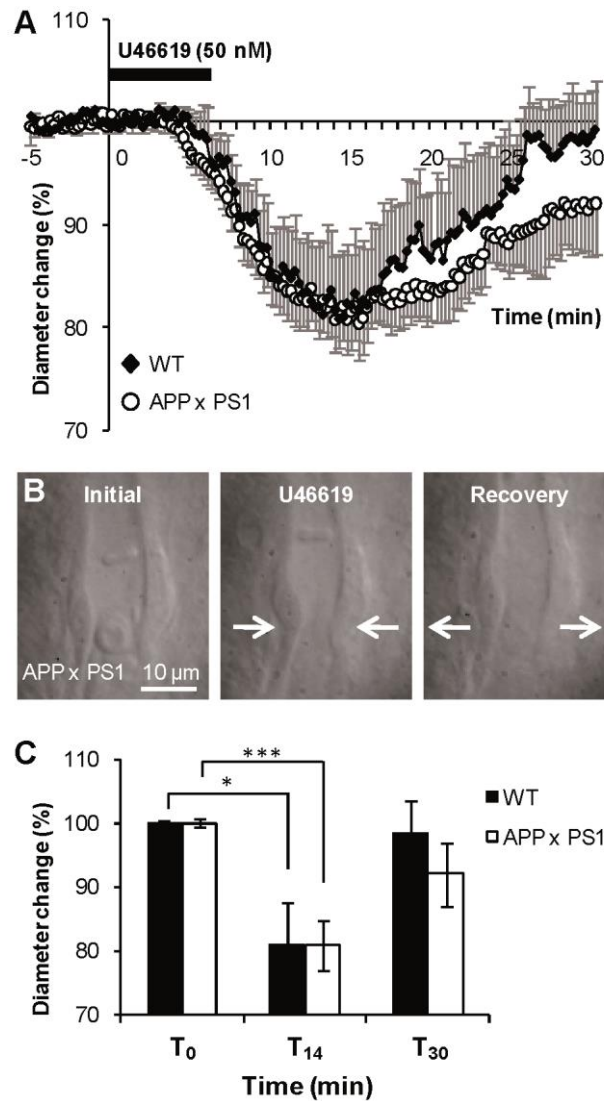 A
110
U46619 (50 nM)
-5 0 5 10 15 20 25 30
90
80
70
Diameter change (%)
Time (min)
WT
APP x PS1
B
Initial
U46619
Recovery
APP x PS1
10 µm
C
110
100
90
80
70
Diameter change (%)
***
*
WT
APP x PS1
T0 T14 T30
Time (min)